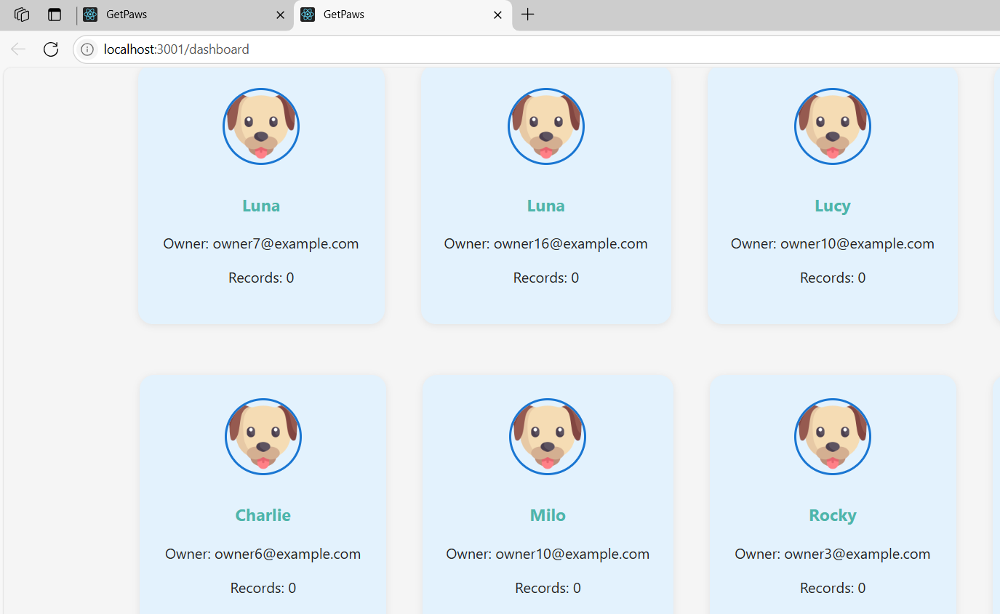 GetPaws
GetPaws
localhost:3001/dashboard
Luna
Owner: owner7@example.com
Records: 0
Luna
Owner: owner16@example.com
Records: 0
Lucy
Owner: owner10@example.com
Records: 0
Charlie
Owner: owner6@example.com
Records: 0
Milo
Owner: owner10@example.com
Records: 0
Rocky
Owner: owner3@example.com
Records: 0